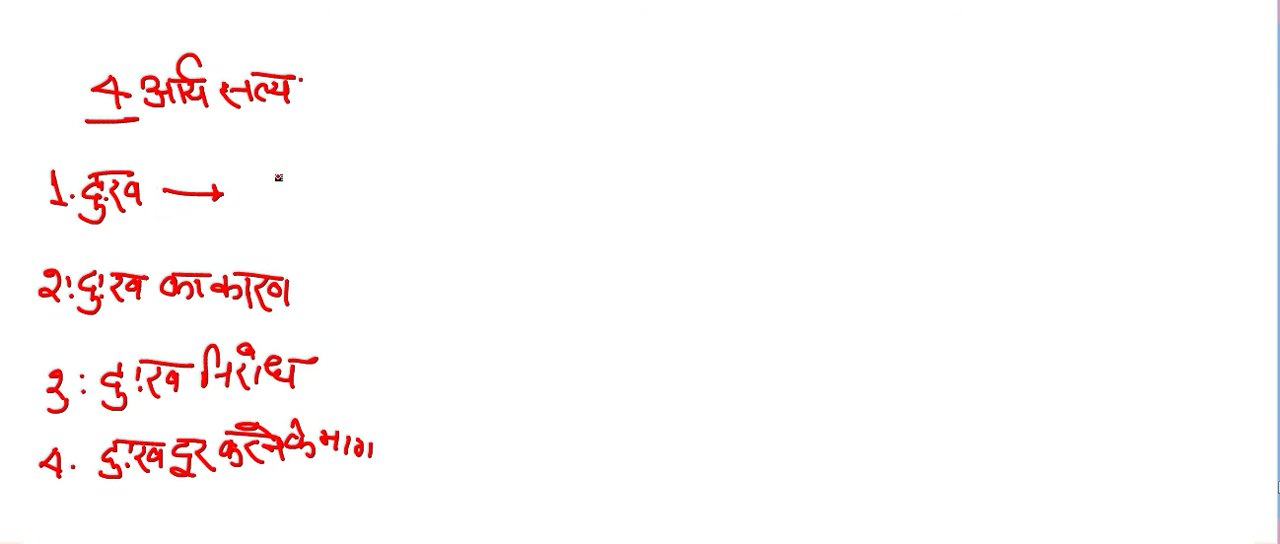 4 आर्य सत्य
1. दुःख →
2. दुःख का कारण
3: दुःख निरोध
4. दुःख दूर करने के माग